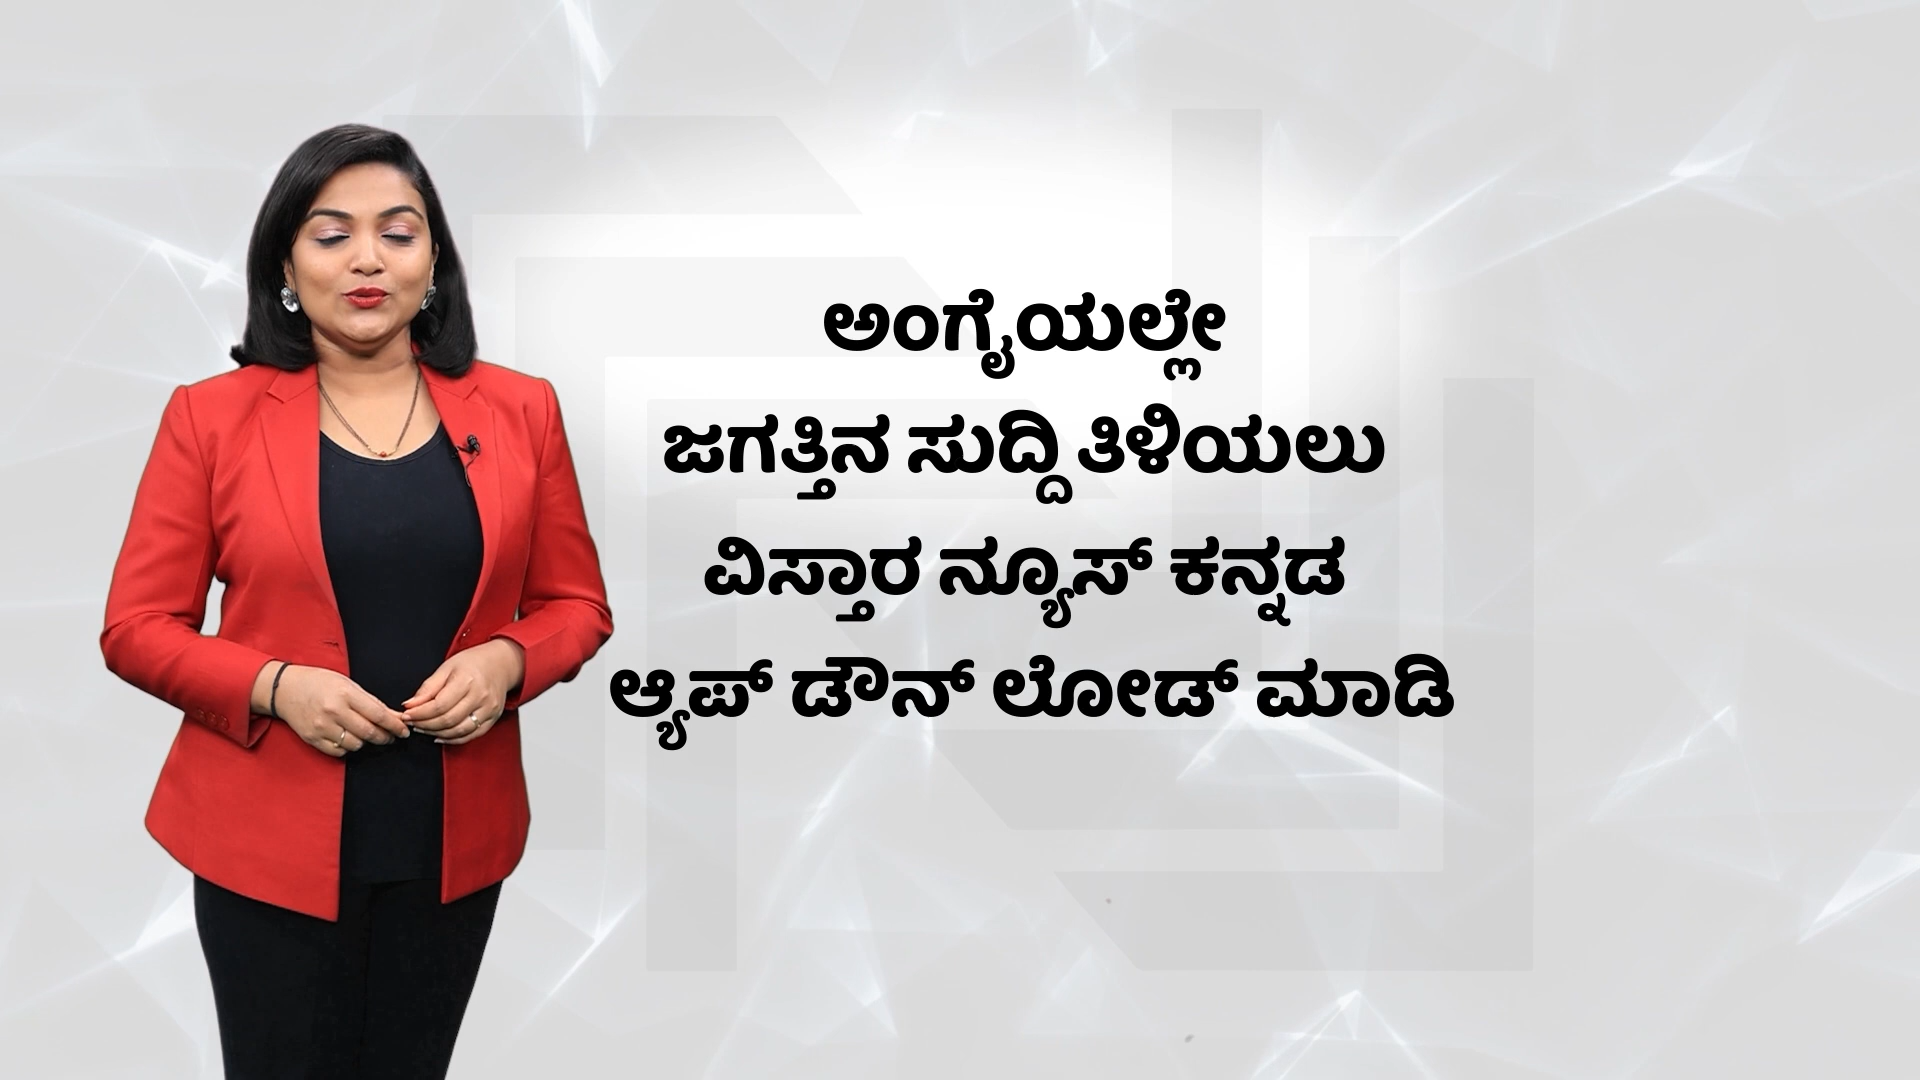 ಅಂಗೈಯಲ್ಲೇ
ಜಗತ್ತಿನ ಸುದ್ದಿ ತಿಳಿಯಲು
ವಿಸ್ತಾರ ನ್ಯೂಸ್ ಕನ್ನಡ
ಆ್ಯಪ್ ಡೌನ್ ಲೋಡ್ ಮಾಡಿ